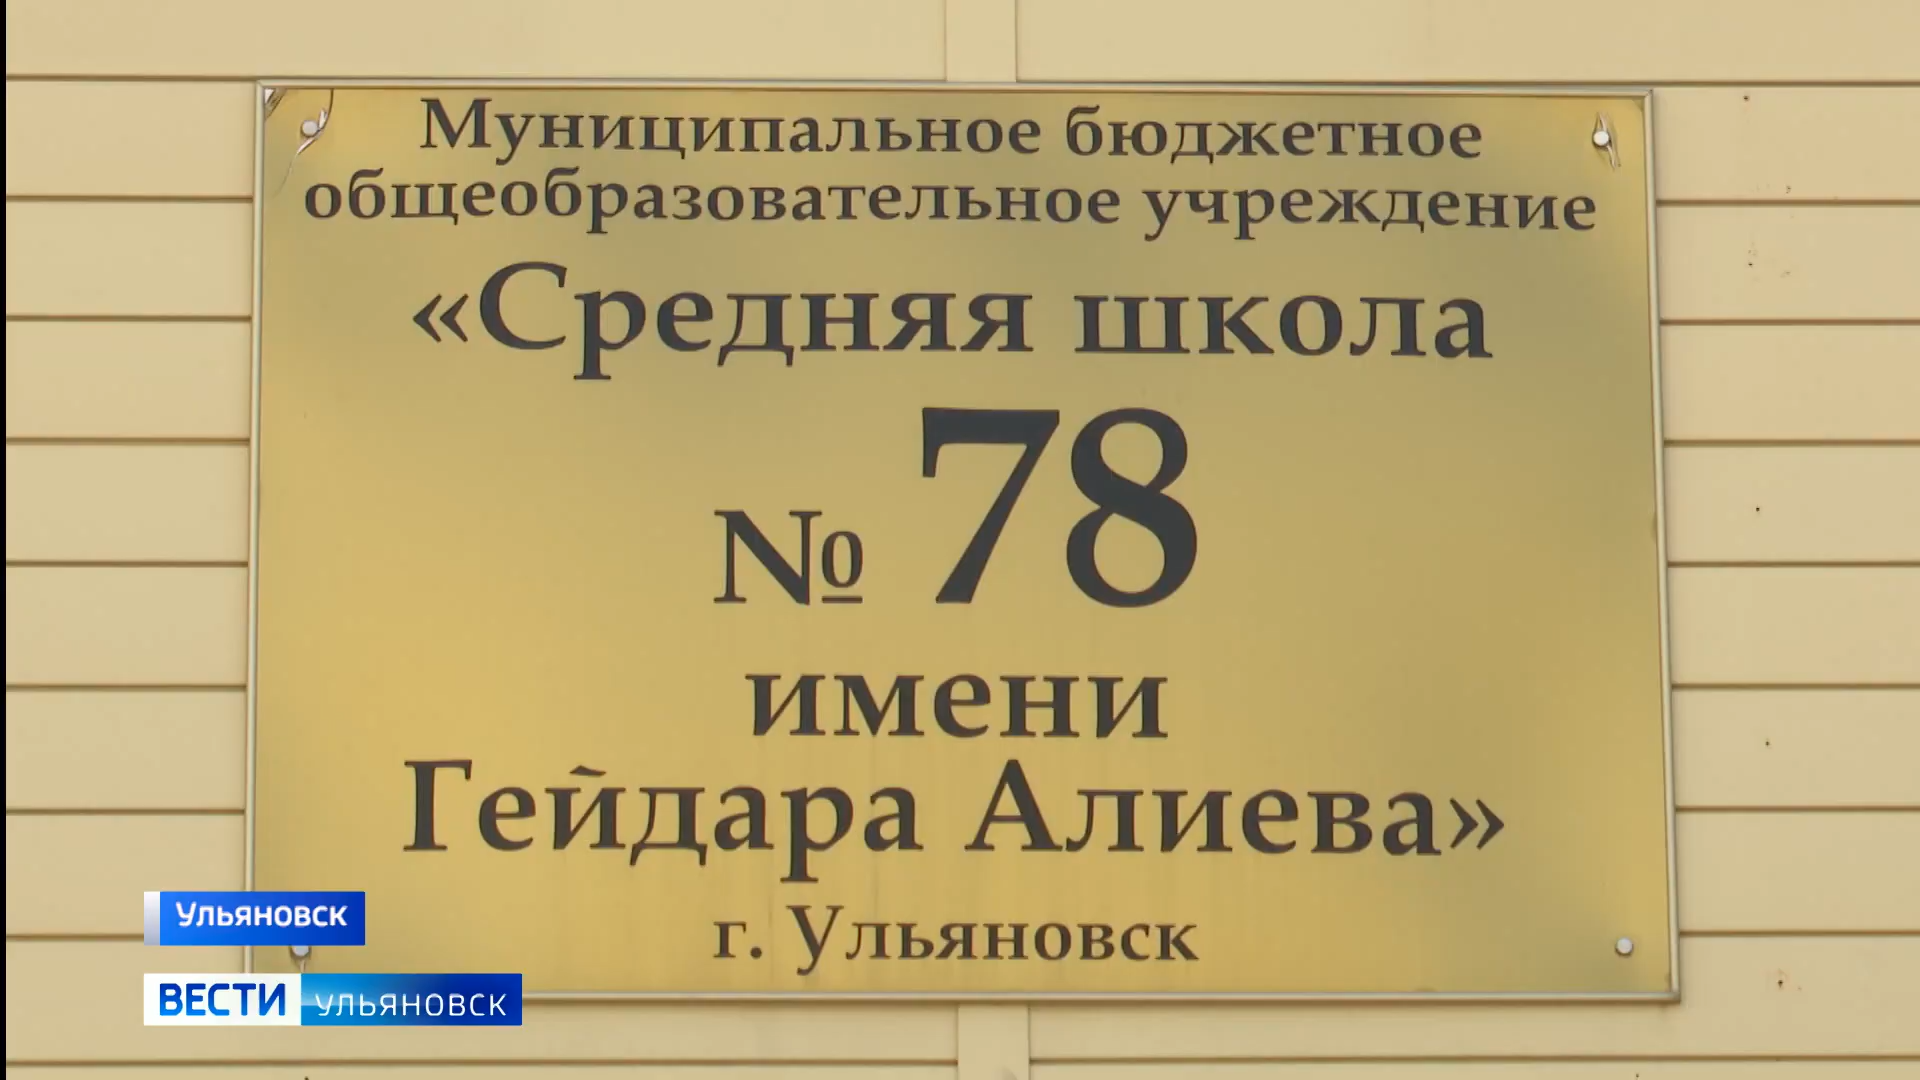 Муниципальное бюджетное
общеобразовательное учреждение
«Средняя школа
№ 78
имени
Гейдара Алиева»
г. Ульяновск
Ульяновск
ВЕСТИ УЛЬЯНОВСК